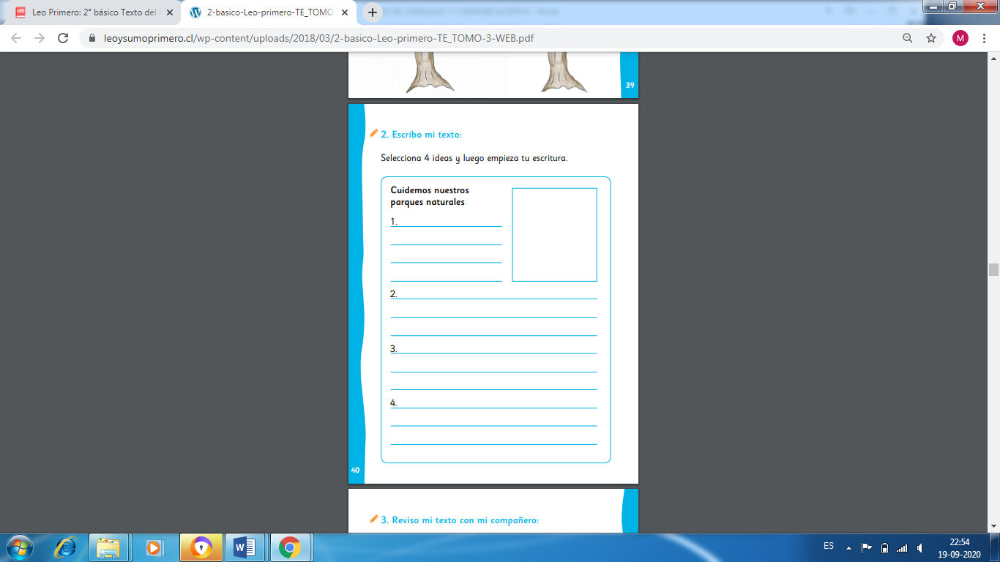 Leo Primero: 2° básico Texto del
2-basico-Leo-primero-TE_TOMO
leoysumoprimero.cl/wp-content/uploads/2018/03/2-basico-Leo-primero-TE_TOMO-3-WEB.pdf
M
39
2. Escribo mi texto:
Selecciona 4 ideas y luego empieza tu escritura.
Cuidemos nuestros
parques naturales
1.
2.
3.
4.
40
3. Reviso mi texto con mi compañero:
ES
22:54
19-09-2020